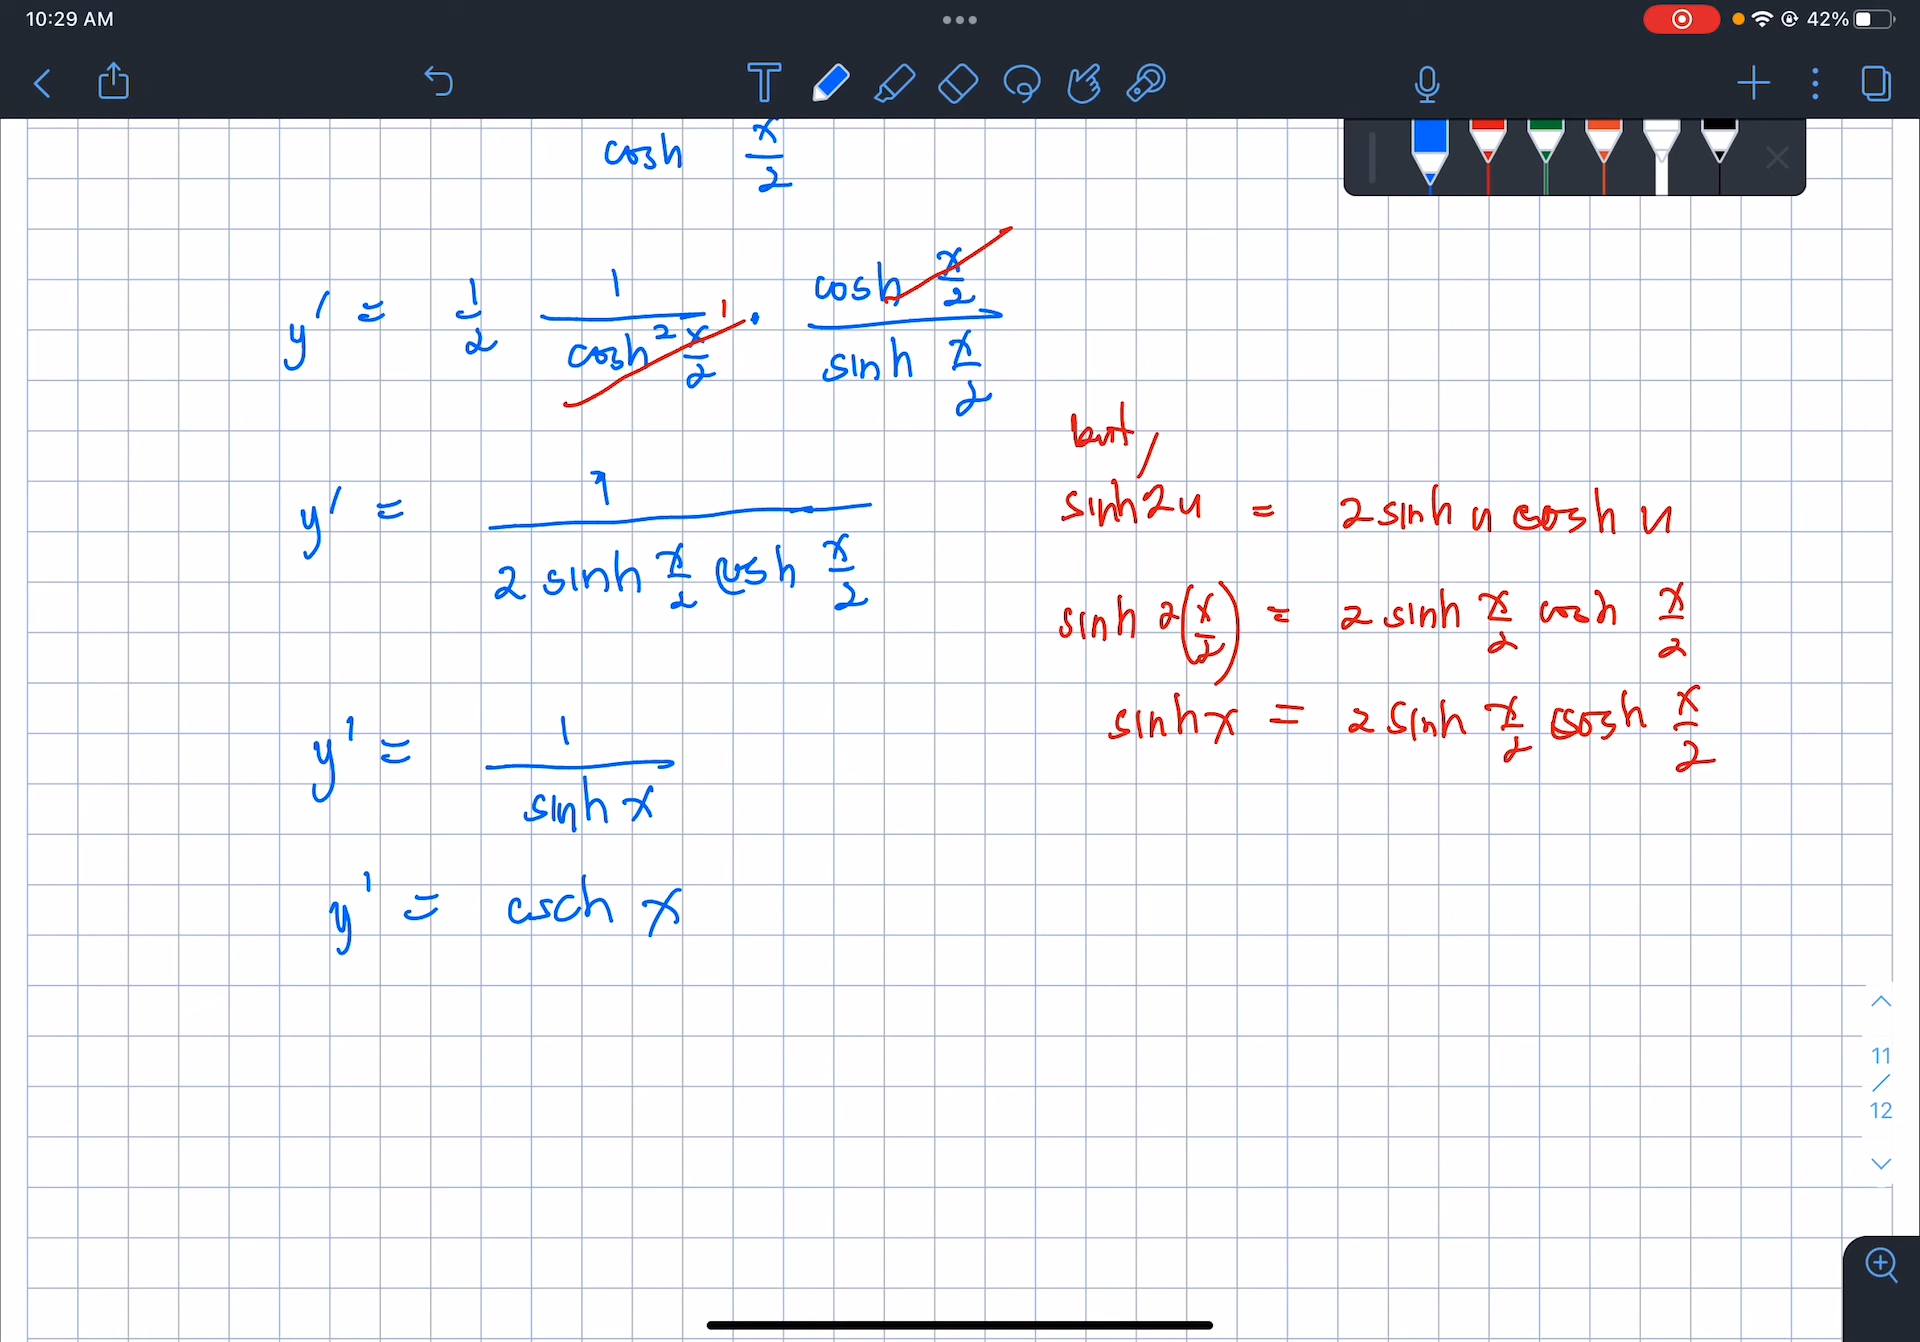 10:29 AM
42%
T
cosh x/2
y' = 1/2 1/cosh² x/2 1 · cosh x/2 / sinh x/2
but,
y' = 1/2 sinh x/2 cosh x/2
sinh 2u = 2 sinh u cosh u
sinh 2(x/2) = 2 sinh x/2 cosh x/2
sinh x = 2 sinh x/2 cosh x/2
y' = 1/sinh x
y' = csch x
11
/
12